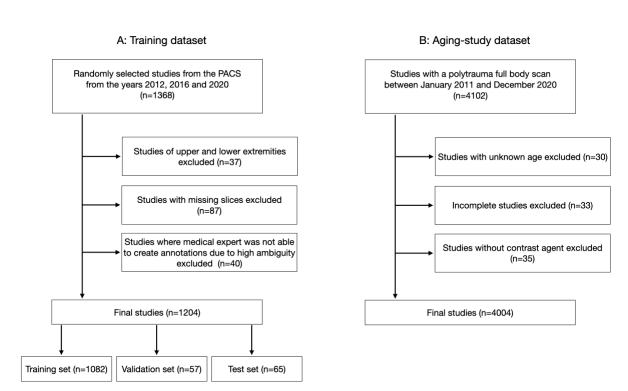 A: Training dataset
Randomly selected studies from the PACS
from the years 2012, 2016 and 2020
(n=1368)
Studies of upper and lower extremities
excluded (n=37)
Studies with missing slices excluded
(n=87)
Studies where medical expert was not able
to create annotations due to high ambiguity
excluded (n=40)
Final studies (n=1204)
Training set (n=1082)
Validation set (n=57)
Test set (n=65)
B: Aging-study dataset
Studies with a polytrauma full body scan
between January 2011 and December 2020
(n=4102)
Studies with unknown age excluded (n=30)
Incomplete studies excluded (n=33)
Studies without contrast agent excluded
(n=35)
Final studies (n=4004)